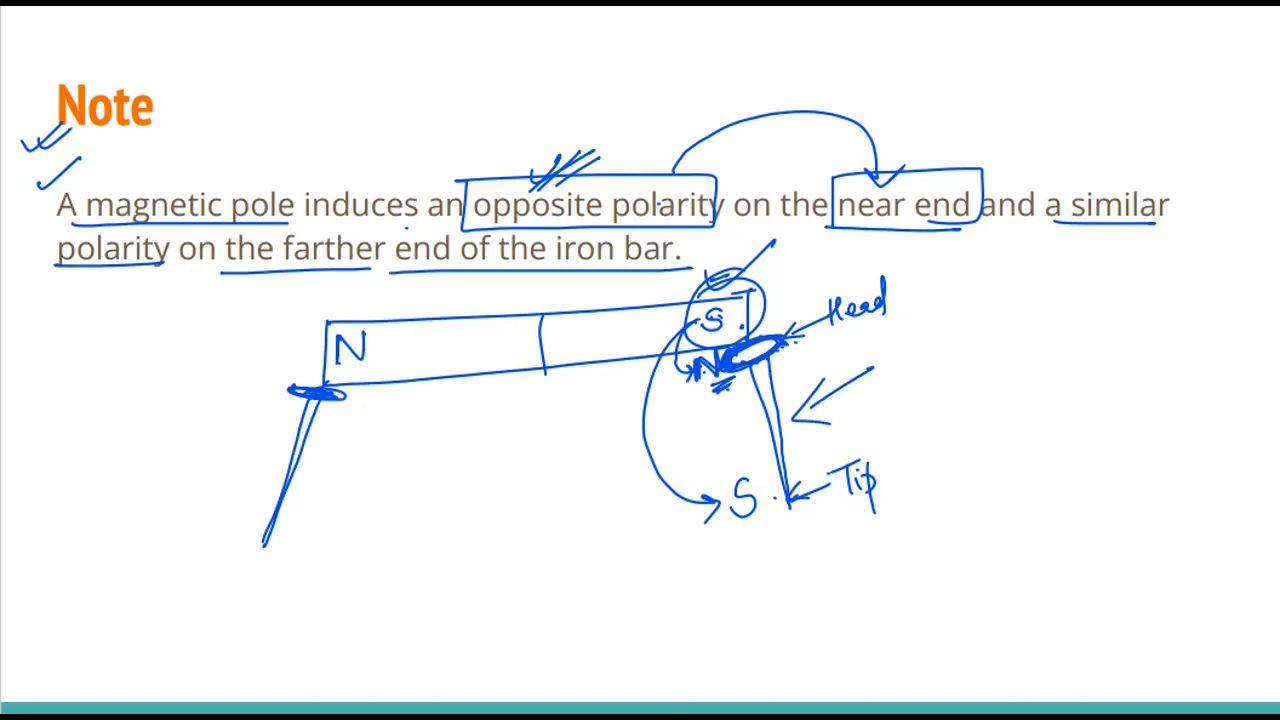 Note
A magnetic pole induces an opposite polarity on the near end and a similar
polarity on the farther end of the iron bar.
Head
S
N
N
S
Tip